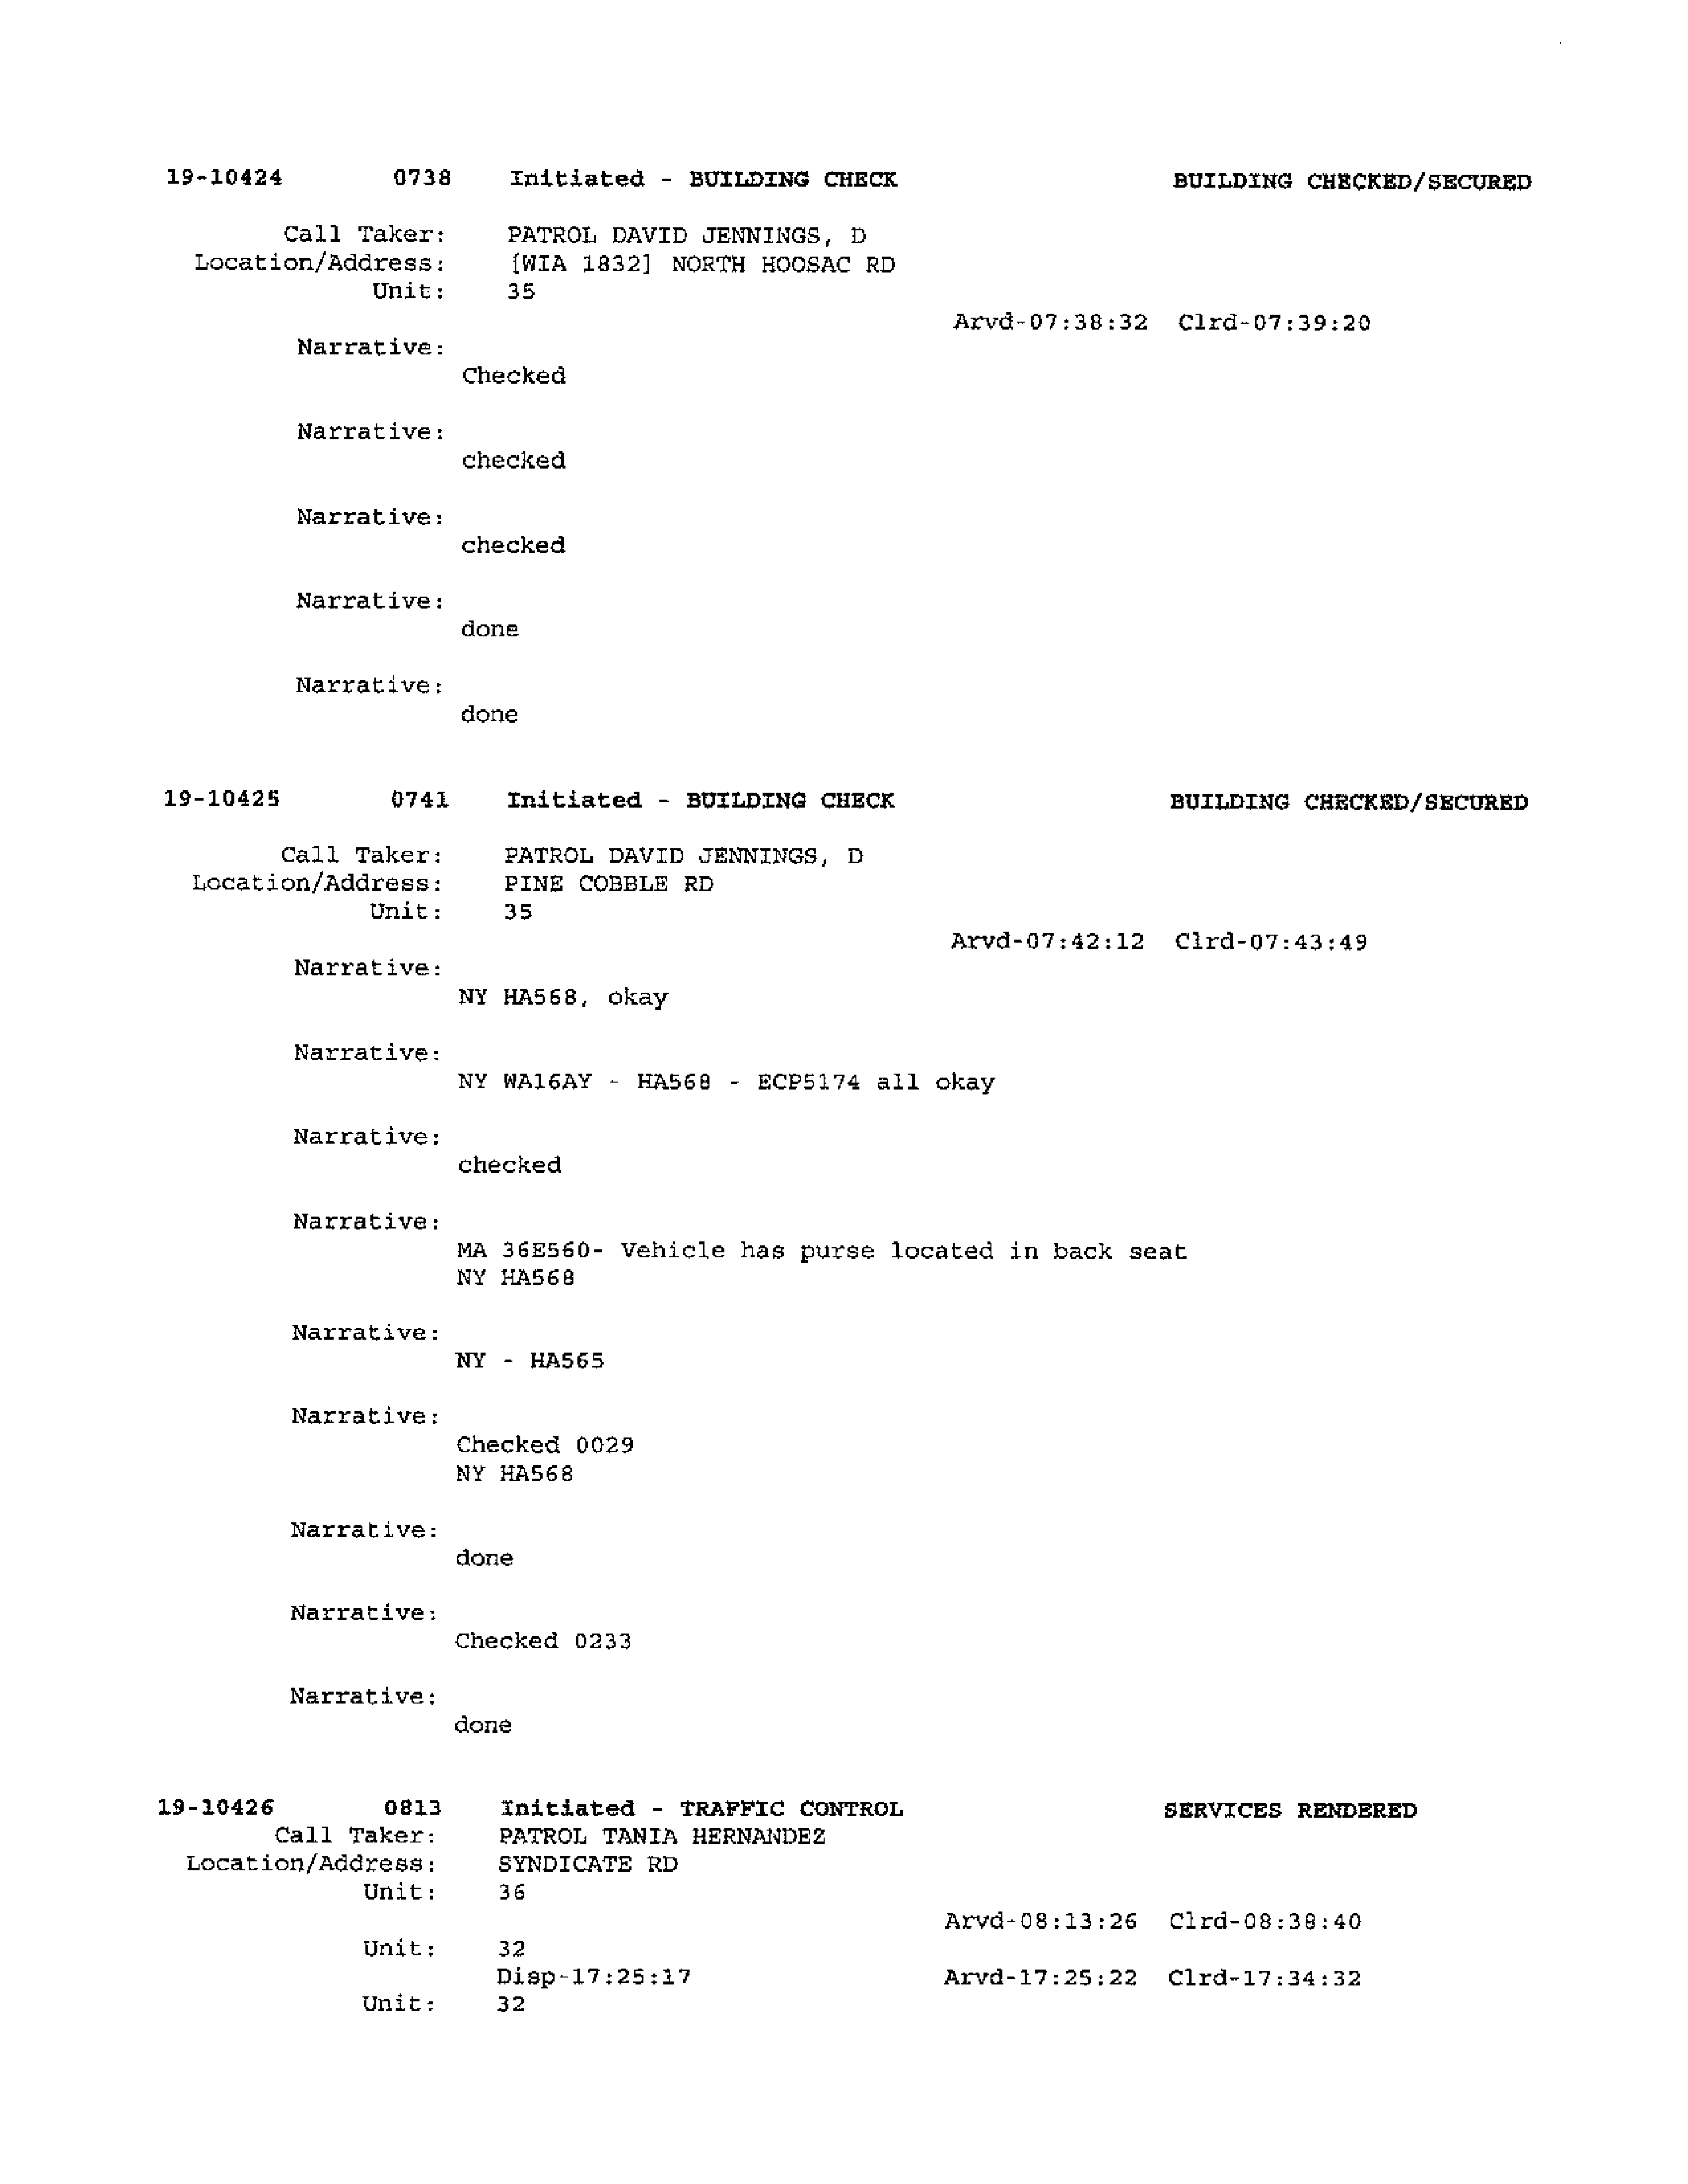 19-10424 0738 Initiated - BUILDING CHECK BUILDING CHECKED/SECURED
Call Taker: PATROL DAVID JENNINGS, D
Location/Address: [WIA 1832] NORTH HOOSAC RD
Unit: 35
Arvd-07:38:32 Clrd-07:39:20
Narrative:
Checked
Narrative:
checked
Narrative:
checked
Narrative:
done
Narrative:
done
19-10425 0741 Initiated - BUILDING CHECK BUILDING CHECKED/SECURED
Call Taker: PATROL DAVID JENNINGS, D
Location/Address: PINE COBBLE RD
Unit: 35
Arvd-07:42:12 Clrd-07:43:49
Narrative:
NY HA568, okay
Narrative:
NY WA16AY - HA568 - ECP5174 all okay
Narrative:
checked
Narrative:
MA 36E560- Vehicle has purse located in back seat
NY HA568
Narrative:
NY - HA565
Narrative:
Checked 0029
NY HA568
Narrative:
done
Narrative:
Checked 0233
Narrative:
done
19-10426 0813 Initiated - TRAFFIC CONTROL SERVICES RENDERED
Call Taker: PATROL TANIA HERNANDEZ
Location/Address: SYNDICATE RD
Unit: 36
Arvd-08:13:26 Clrd-08:38:40
Unit: 32
Disp-17:25:17 Arvd-17:25:22 Clrd-17:34:32
Unit: 32